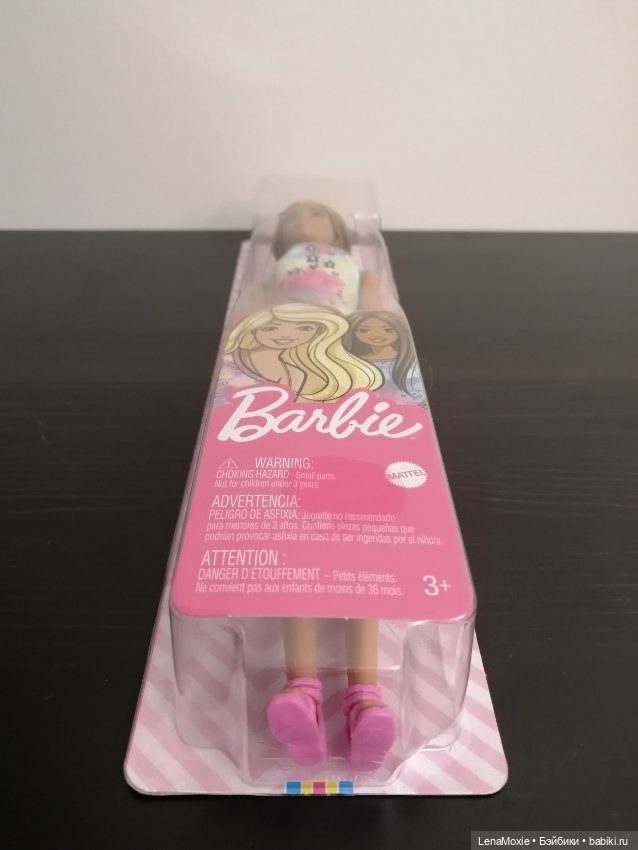 Barbie
WARNING:
CHOKING HAZARD - Small parts.
Not for children under 3 years.
MATTEL
ADVERTENCIA:
PELIGRO DE ASFIXIA. Juguete no recomendado
para menores de 3 años. Contiene piezas pequeñas que
podrían provocar asfixia en caso de ser ingeridas por el niño/a.
ATTENTION :
DANGER D'ÉTOUFFEMENT – Petits éléments.
Ne convient pas aux enfants de moins de 36 mois.
3+
LenaMoxie • Бэйбики • babiki.ru